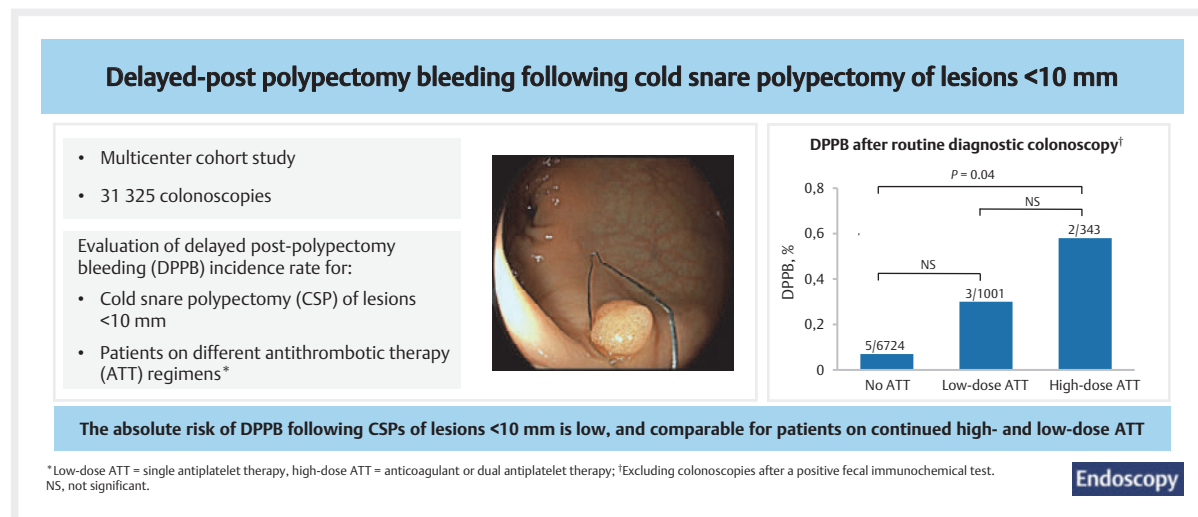 Delayed-post polypectomy bleeding following cold snare polypectomy of lesions <10 mm
• Multicenter cohort study
• 31 325 colonoscopies
Evaluation of delayed post-polypectomy
bleeding (DPPB) incidence rate for:
• Cold snare polypectomy (CSP) of lesions
<10 mm
• Patients on different antithrombotic therapy
(ATT) regimens*
DPPB after routine diagnostic colonoscopy†
P = 0.04
NS
NS
DPPB, %
0,8
0,6
0,4
0,2
0
5/6724
3/1001
2/343
No ATT
Low-dose ATT
High-dose ATT
The absolute risk of DPPB following CSPs of lesions <10 mm is low, and comparable for patients on continued high- and low-dose ATT
*Low-dose ATT = single antiplatelet therapy, high-dose ATT = anticoagulant or dual antiplatelet therapy; †Excluding colonoscopies after a positive fecal immunochemical test.
NS, not significant.
Endoscopy